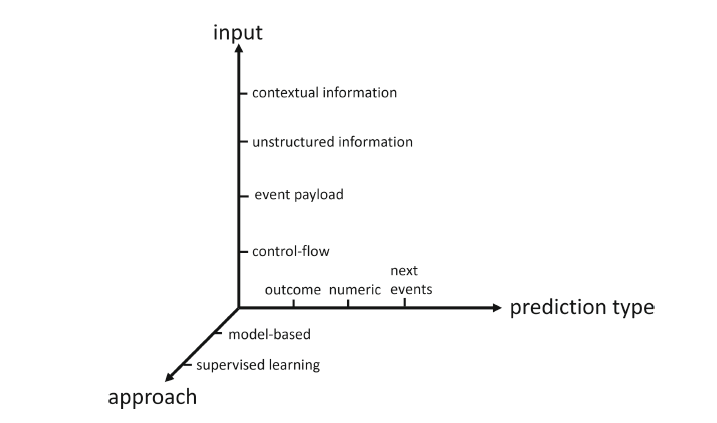 input
contextual information
unstructured information
event payload
control-flow
next
outcome numeric events
prediction type
model-based
supervised learning
approach